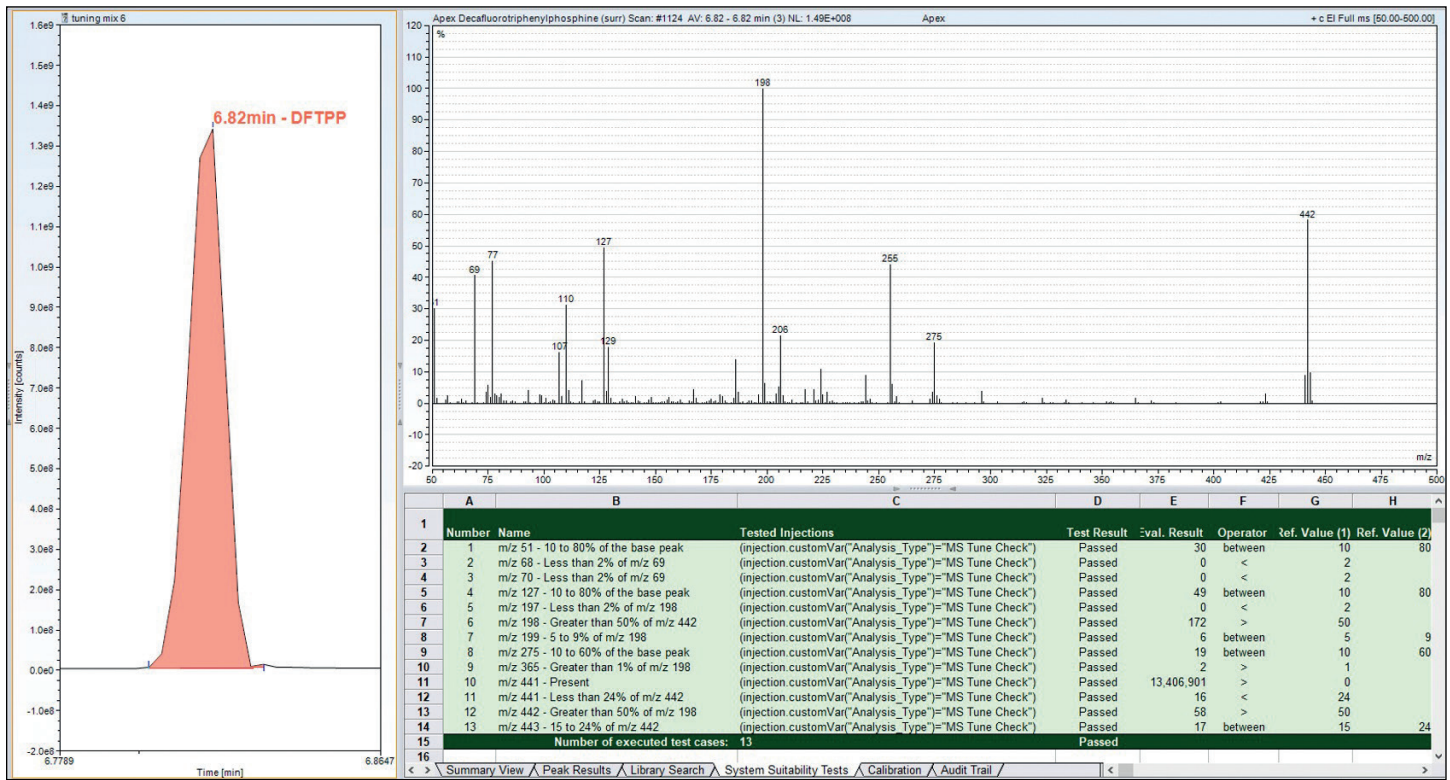 tuning mix 6
1.6e9
1.5e9
1.4e9
1.3e9
1.2e9
1.1e9
1.0e9
9.0e8
8.0e8
7.0e8
6.0e8
5.0e8
4.0e8
3.0e8
2.0e8
1.0e8
0.0e0
-1.0e8
-2.0e8
Intensity [counts]
6.82min - DFTPP
6.7789
6.8647
Time [min]
Apex Decafluorotriphenylphosphine (surr) Scan: #1124 AV: 6.82 - 6.82 min (3) NL: 1.49E+008 Apex + c EI Full ms [50.00-500.00]
%
120
110
100
90
80
70
60
50
40
30
20
10
0
-10
-20
1
69
77
107
110
127
129
198
206
255
275
442
m/z
50 75 100 125 150 175 200 225 250 275 300 325 350 375 400 425 450 475 500
A B C D E F G H
1 Number Name Tested Injections Test Result Eval. Result Operator Ref. Value (1) Ref. Value (2)
2 1 m/z 51 - 10 to 80% of the base peak (injection.customVar("Analysis_Type")="MS Tune Check") Passed 30 between 10 80
3 2 m/z 68 - Less than 2% of m/z 69 (injection.customVar("Analysis_Type")="MS Tune Check") Passed 0 < 2
4 3 m/z 70 - Less than 2% of m/z 69 (injection.customVar("Analysis_Type")="MS Tune Check") Passed 0 < 2
5 4 m/z 127 - 10 to 80% of the base peak (injection.customVar("Analysis_Type")="MS Tune Check") Passed 49 between 10 80
6 5 m/z 197 - Less than 2% of m/z 198 (injection.customVar("Analysis_Type")="MS Tune Check") Passed 0 < 2
7 6 m/z 198 - Greater than 50% of m/z 442 (injection.customVar("Analysis_Type")="MS Tune Check") Passed 172 > 50
8 7 m/z 199 - 5 to 9% of m/z 198 (injection.customVar("Analysis_Type")="MS Tune Check") Passed 6 between 5 9
9 8 m/z 275 - 10 to 60% of m/z 198 (injection.customVar("Analysis_Type")="MS Tune Check") Passed 19 between 10 60
10 9 m/z 365 - Greater than 1% of m/z 198 (injection.customVar("Analysis_Type")="MS Tune Check") Passed 2 > 1
11 10 m/z 441 - Present (injection.customVar("Analysis_Type")="MS Tune Check") Passed 13,406,901 > 0
12 11 m/z 441 - Less than 24% of m/z 442 (injection.customVar("Analysis_Type")="MS Tune Check") Passed 16 < 24
13 12 m/z 442 - Greater than 50% of m/z 198 (injection.customVar("Analysis_Type")="MS Tune Check") Passed 58 > 50
14 13 m/z 443 - 15 to 24% of m/z 442 (injection.customVar("Analysis_Type")="MS Tune Check") Passed 17 between 15 24
15 Number of executed test cases: 13 Passed
16
Summary View Peak Results Library Search System Suitability Tests Calibration Audit Trail